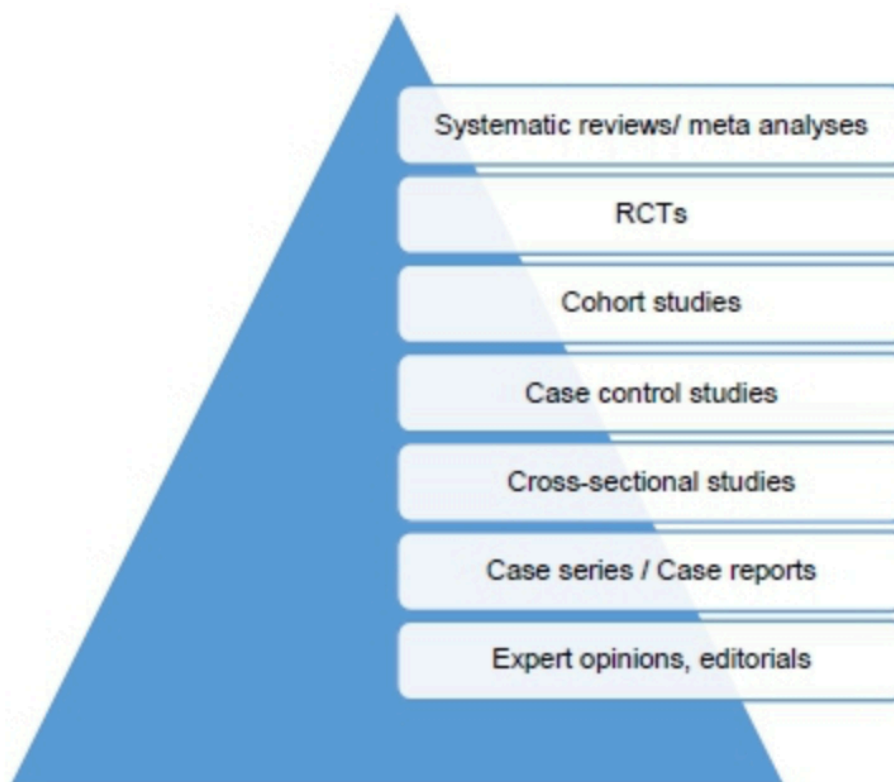 Systematic reviews/ meta analyses
RCTs
Cohort studies
Case control studies
Cross-sectional studies
Case series / Case reports
Expert opinions, editorials